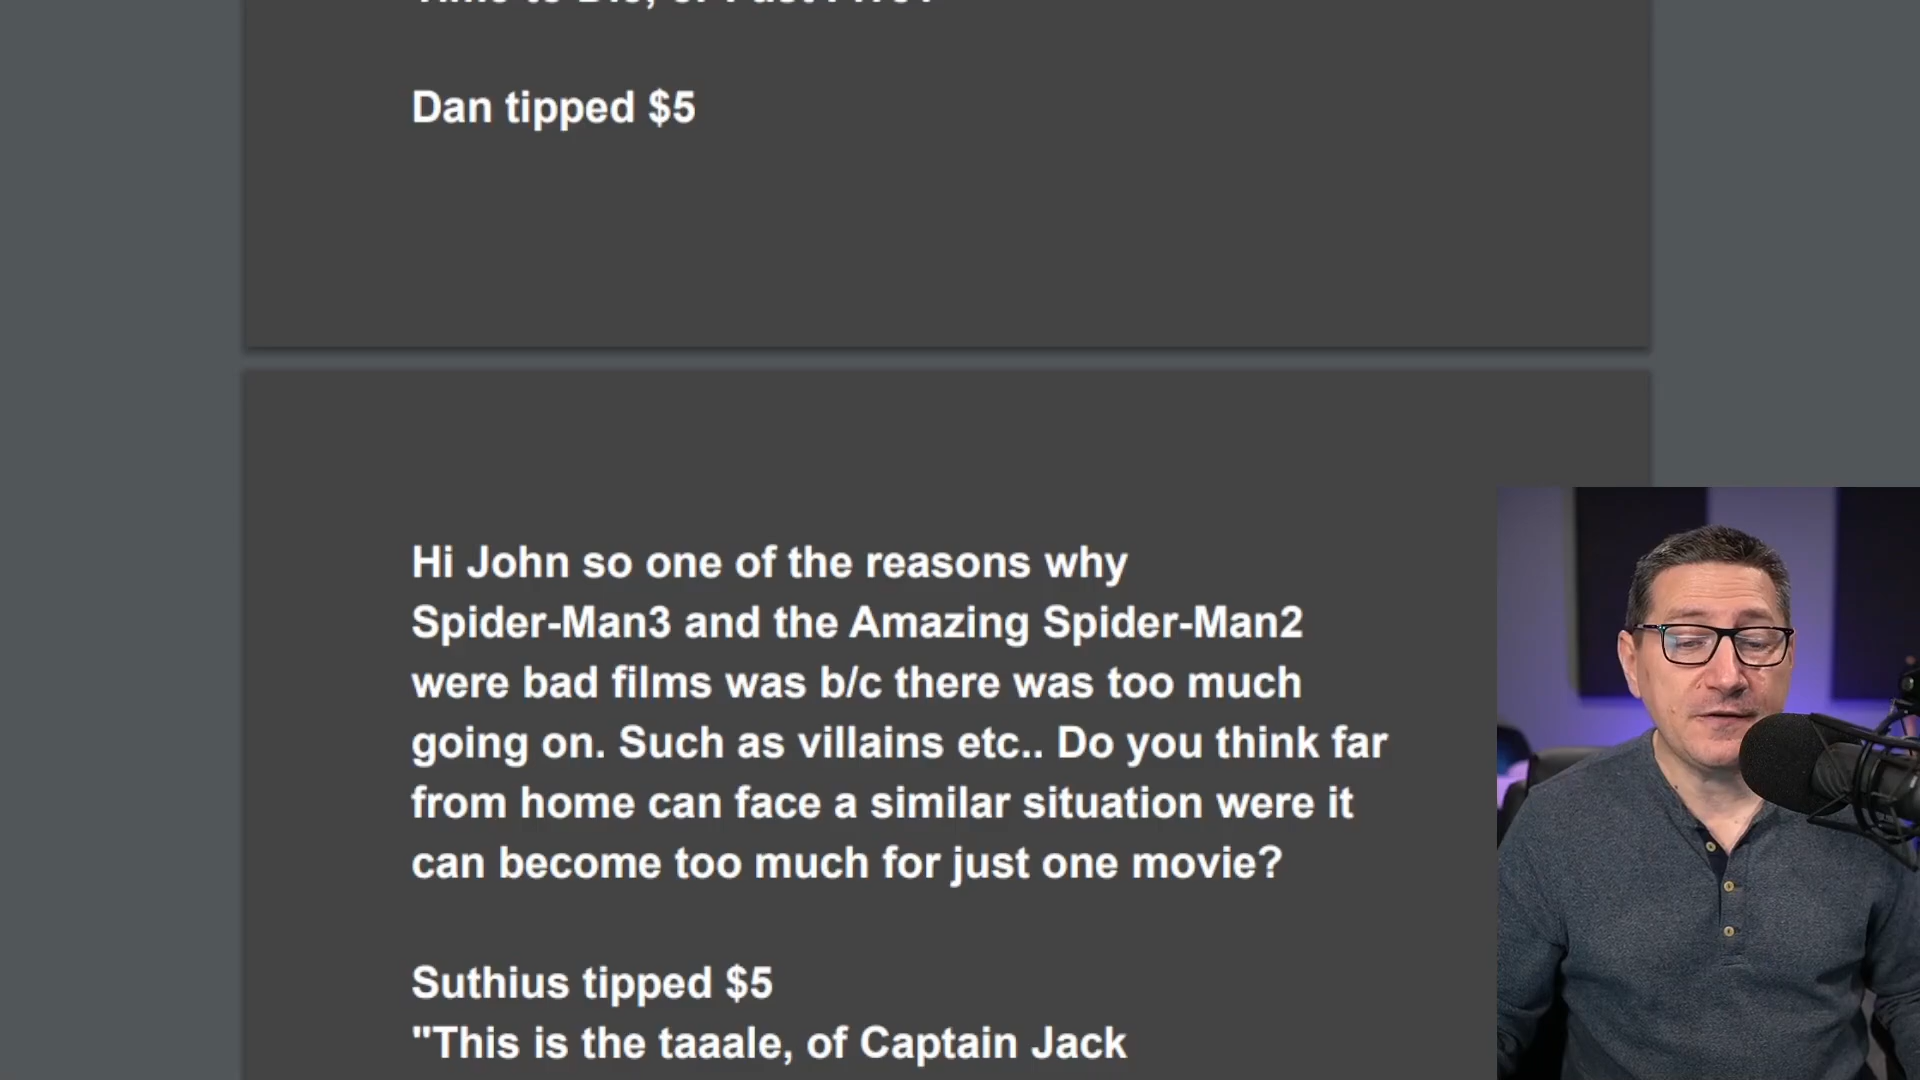 Dan tipped $5
Hi John so one of the reasons why
Spider-Man3 and the Amazing Spider-Man2
were bad films was b/c there was too much
going on. Such as villains etc.. Do you think far
from home can face a similar situation were it
can become too much for just one movie?
Suthius tipped $5
"This is the taaale, of Captain Jack